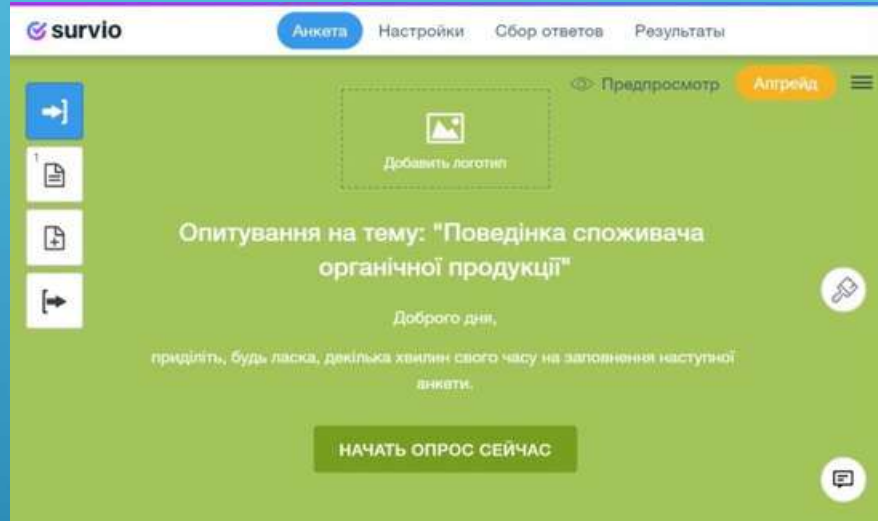 survio
Анкета Настройки Сбор ответов Результаты
Предпросмотр Апгрейд
Добавить логотип
1
Опитування на тему: "Поведінка споживача
органічної продукції"
Доброго дня,
приділіть, будь ласка, декілька хвилин свого часу на заповнення наступної
анкети.
НАЧАТЬ ОПРОС СЕЙЧАС